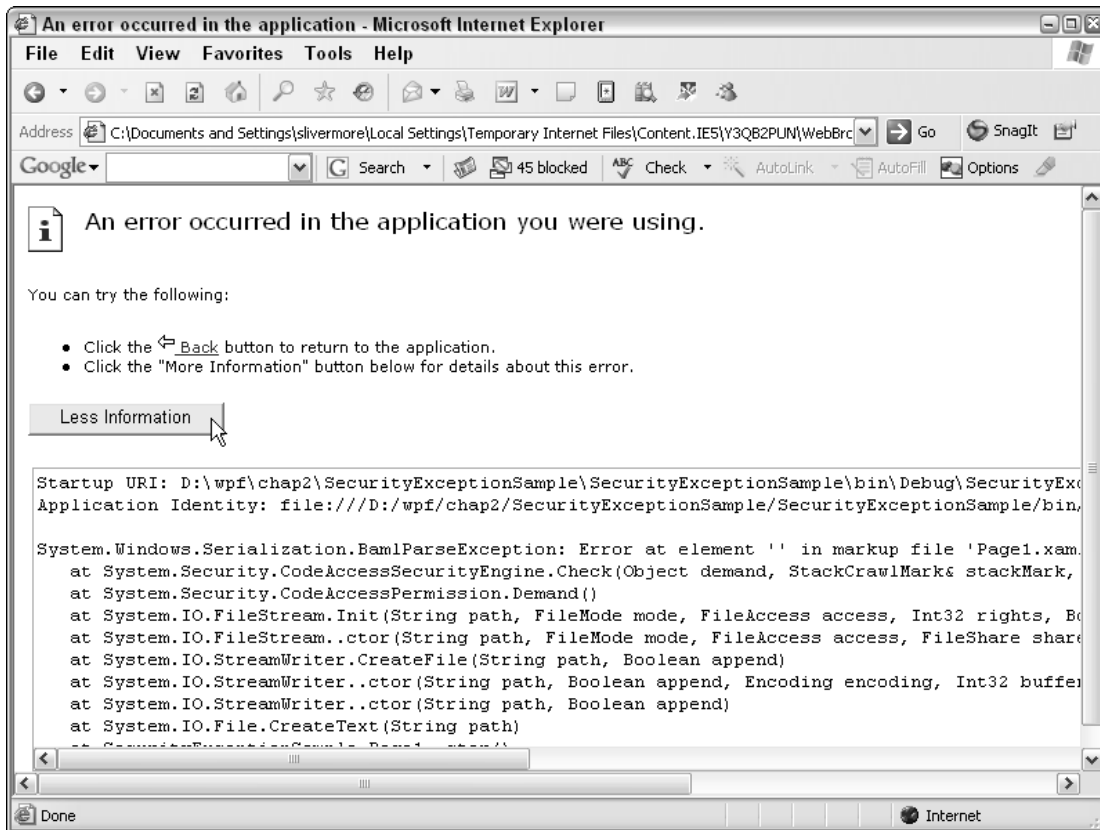 An error occurred in the application - Microsoft Internet Explorer
File Edit View Favorites Tools Help
Address C:\Documents and Settings\slivermore\Local Settings\Temporary Internet Files\Content.IE5\Y3QB2PUN\WebBrc Go SnagIt
Google Search 45 blocked ABC Check AutoLink AutoFill Options
An error occurred in the application you were using.
You can try the following:
Click the Back button to return to the application.
Click the "More Information" button below for details about this error.
Less Information
Startup URI: D:\wpf\chap2\SecurityExceptionSample\SecurityExceptionSample\bin\Debug\SecurityExc
Application Identity: file:///D:/wpf/chap2/SecurityExceptionSample/SecurityExceptionSample/bin/
System.Windows.Serialization.BamlParseException: Error at element '' in markup file 'Page1.xam
at System.Security.CodeAccessSecurityEngine.Check(Object demand, StackCrawlMark& stackMark,
at System.Security.CodeAccessPermission.Demand()
at System.IO.FileStream.Init(String path, FileMode mode, FileAccess access, Int32 rights, Bo
at System.IO.FileStream..ctor(String path, FileMode mode, FileAccess access, FileShare share
at System.IO.StreamWriter.CreateFile(String path, Boolean append)
at System.IO.StreamWriter..ctor(String path, Boolean append, Encoding encoding, Int32 buffer
at System.IO.StreamWriter..ctor(String path, Boolean append)
at System.IO.File.CreateText(String path)
Done Internet